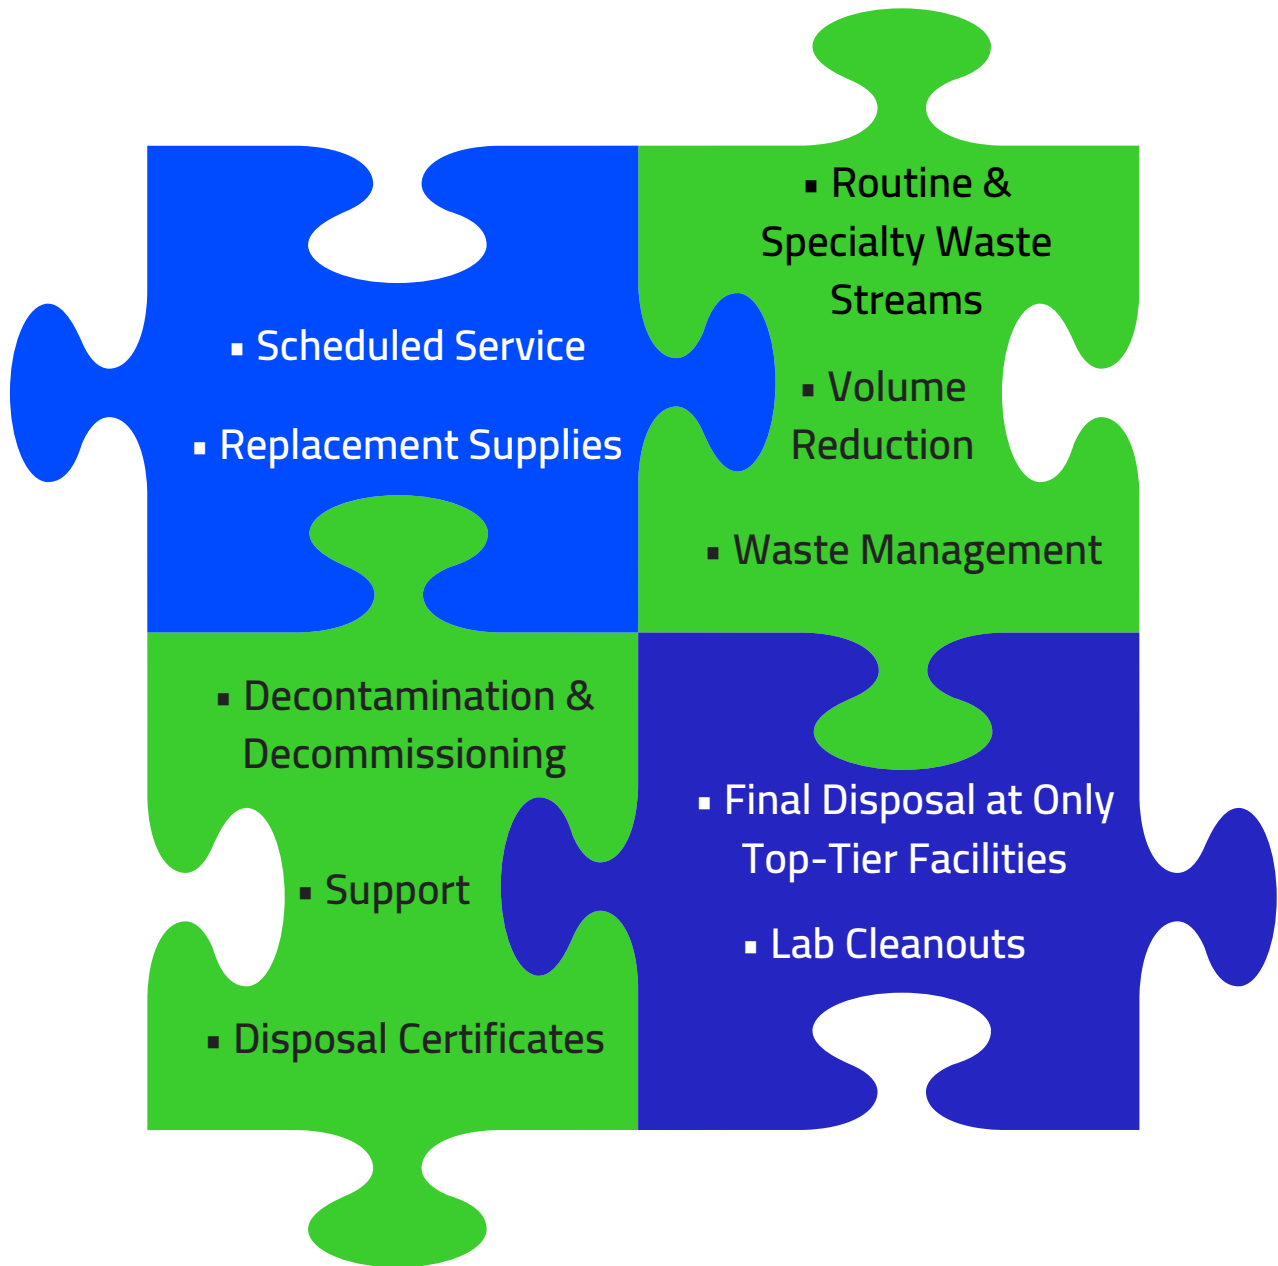 ▪ Scheduled Service
▪ Replacement Supplies
▪ Routine &
Specialty Waste
Streams
▪ Volume
Reduction
▪ Waste Management
▪ Decontamination &
Decommissioning
▪ Support
▪ Disposal Certificates
▪ Final Disposal at Only
Top-Tier Facilities
▪ Lab Cleanouts